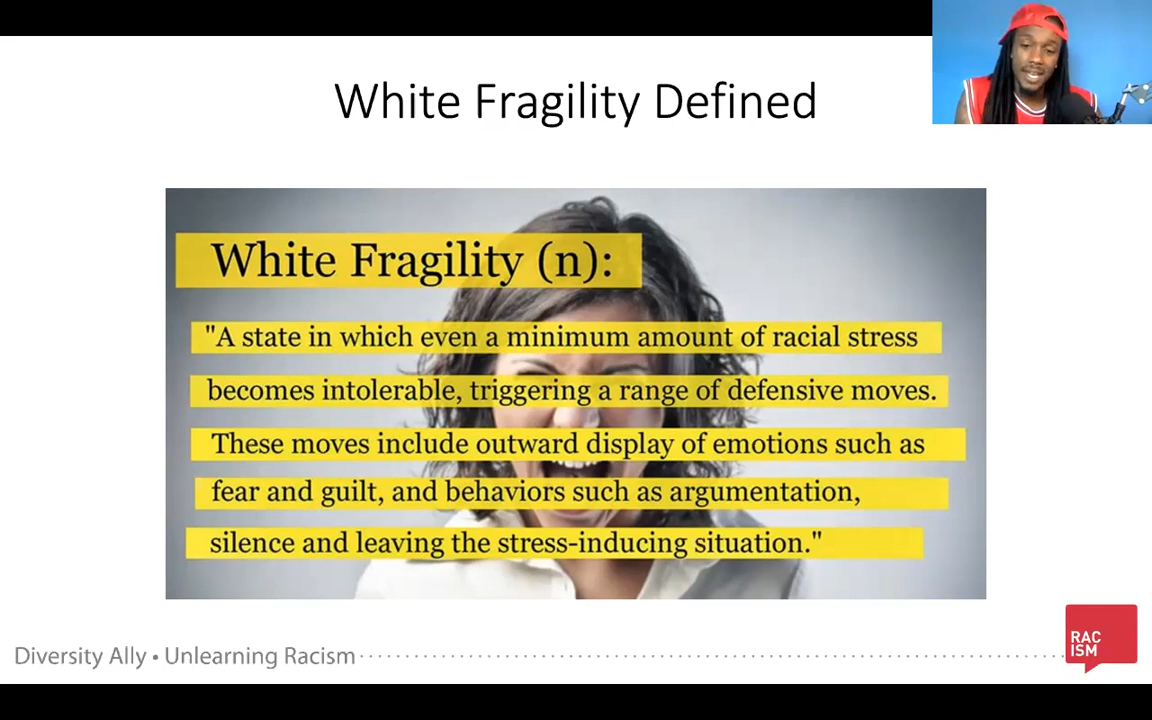 White Fragility Defined
White Fragility (n):
"A state in which even a minimum amount of racial stress
becomes intolerable, triggering a range of defensive moves.
These moves include outward display of emotions such as
fear and guilt, and behaviors such as argumentation,
silence and leaving the stress-inducing situation."
Diversity Ally • Unlearning Racism
RAC
ISM